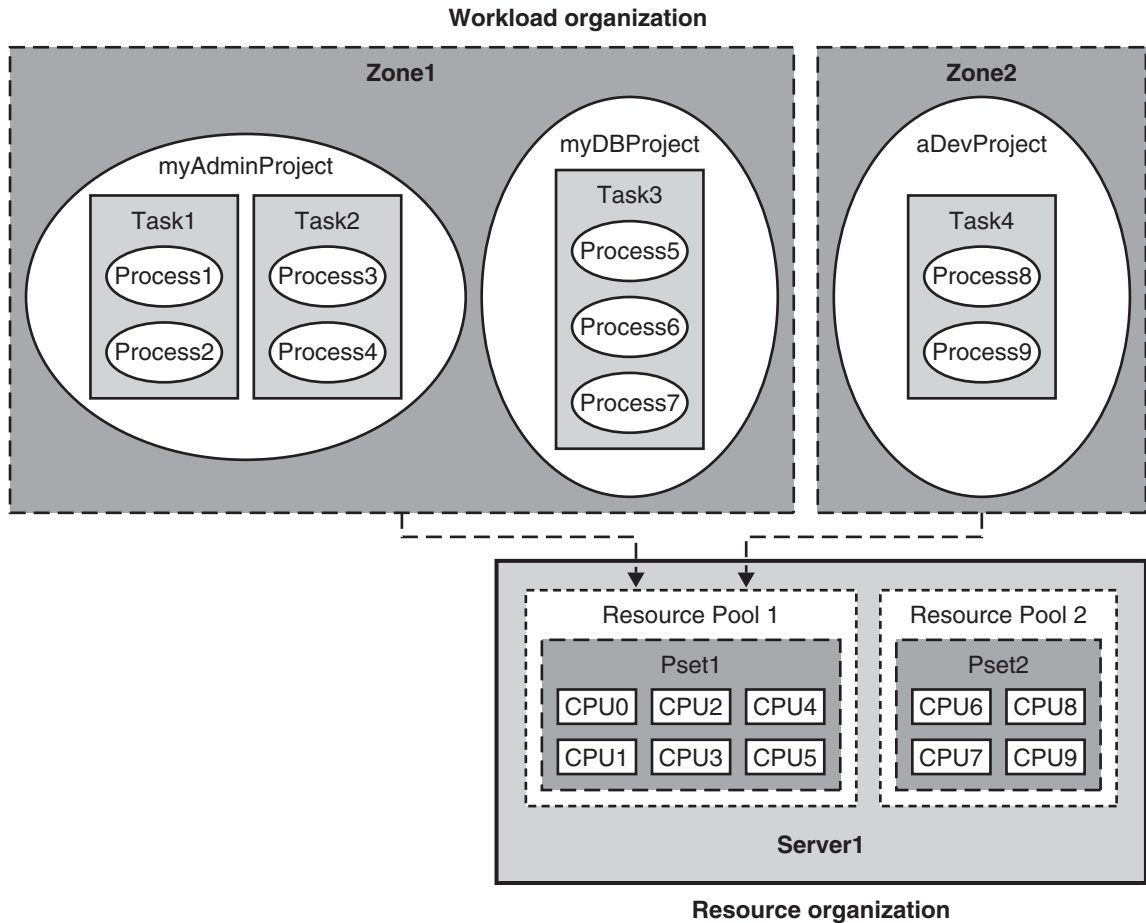 Workload organization
Zone1
myAdminProject
Task1
Process1
Process2
Task2
Process3
Process4
myDBProject
Task3
Process5
Process6
Process7
Zone2
aDevProject
Task4
Process8
Process9
Resource Pool 1
Pset1
CPU0 CPU2 CPU4
CPU1 CPU3 CPU5
Resource Pool 2
Pset2
CPU6 CPU8
CPU7 CPU9
Server1
Resource organization